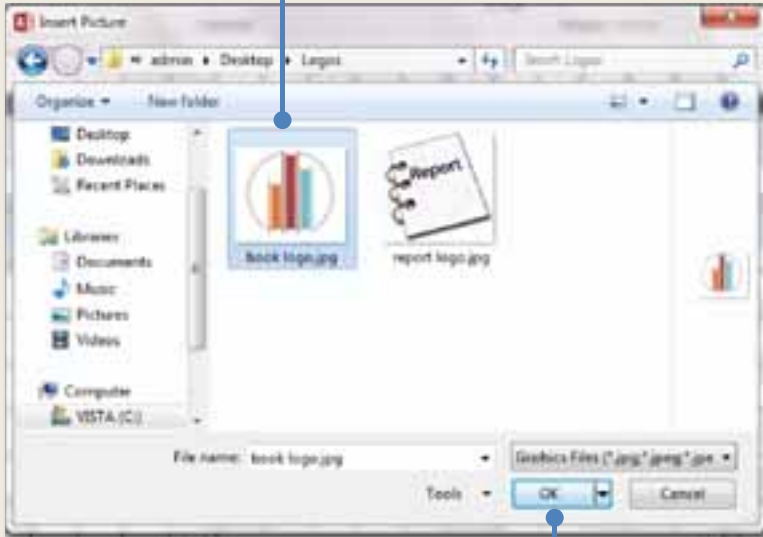 Insert Picture
admin Desktop Logos
Organize New folder
Desktop
Downloads
Recent Places
Libraries
Documents
Music
Pictures
Videos
Computer
VISTA (C:)
Report
book logo.jpg
report logo.jpg
File name: book logo.jpg
Graphics Files (*.jpg;*.jpeg;*.jpe
Tools OK Cancel